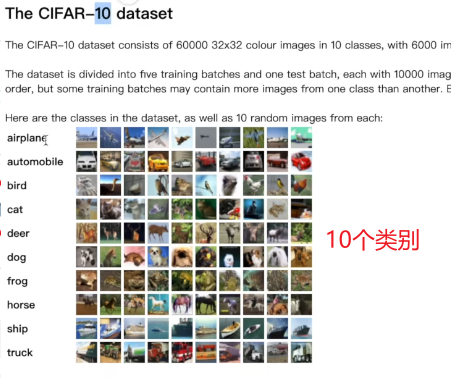 The CIFAR-10 dataset
The CIFAR-10 dataset consists of 60000 32x32 colour images in 10 classes, with 6000 im
The dataset is divided into five training batches and one test batch, each with 10000 imag
order, but some training batches may contain more images from one class than another. B
Here are the classes in the dataset, as well as 10 random images from each:
airplane
automobile
bird
cat
deer
10个类别
dog
frog
horse
ship
truck